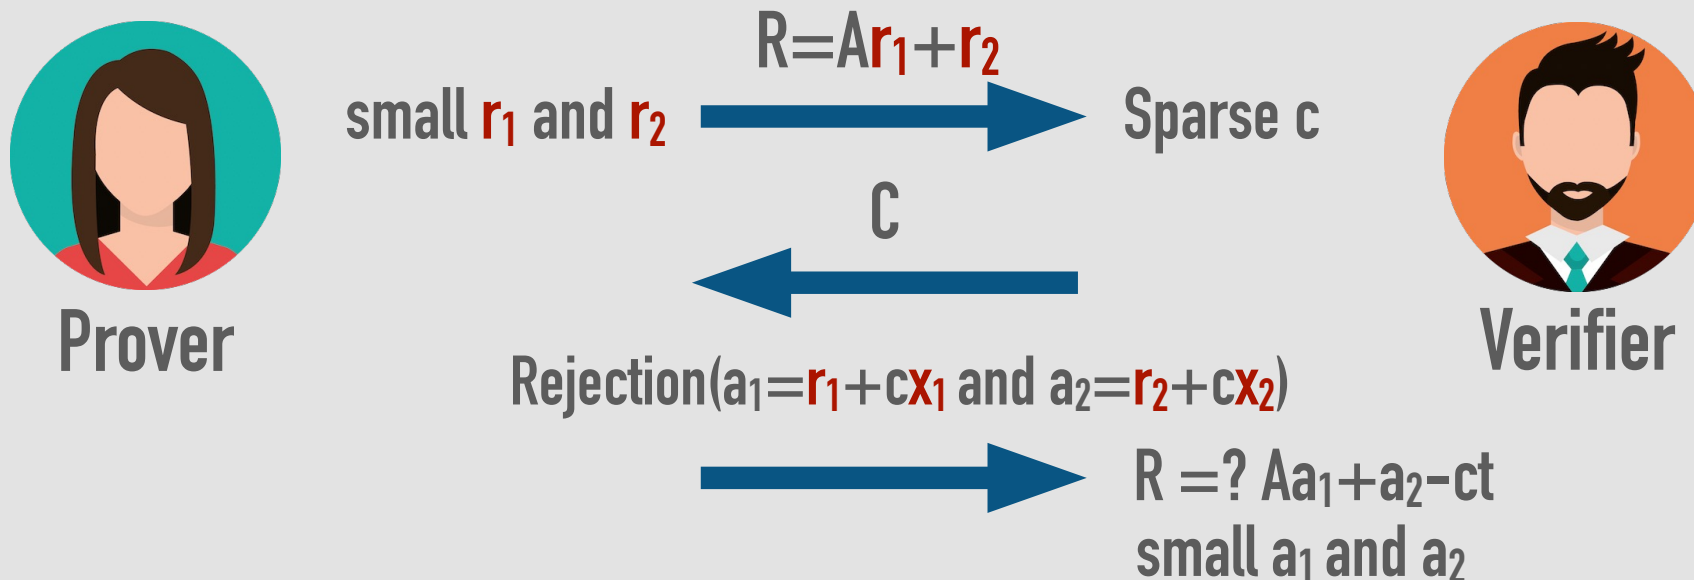 R=Ar₁+r₂
small r₁ and r₂
Sparse c
C
Prover
Verifier
Rejection(a₁=r₁+cx₁ and a₂=r₂+cx₂)
R =? Aa₁+a₂-ct
small a₁ and a₂